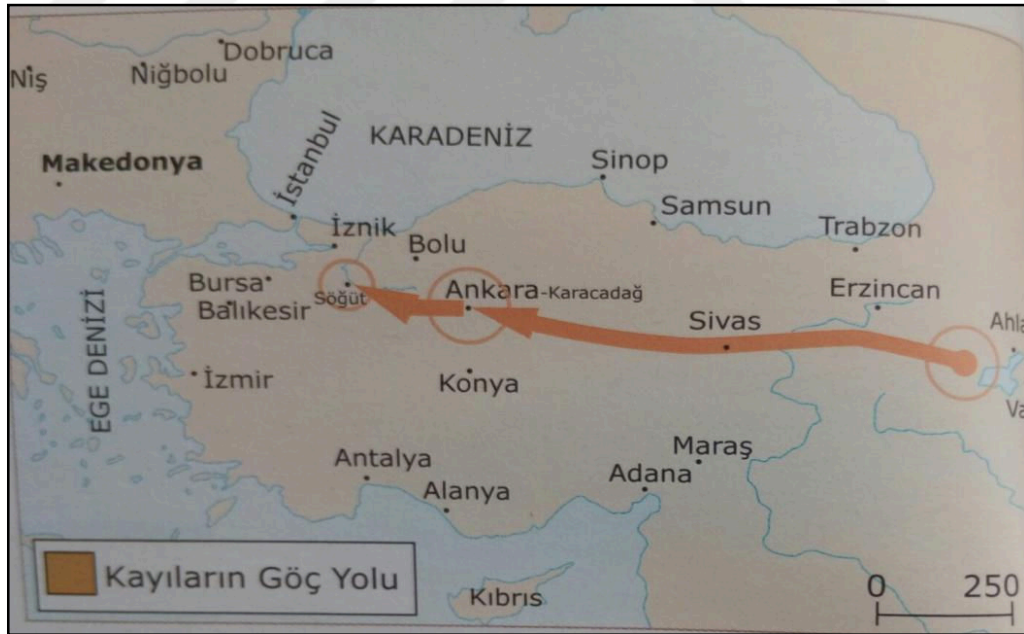 Dobruca
Niş
Niğbolu
KARADENİZ
İstanbul
Makedonya
Sinop
Samsun
İznik
Trabzon
Bolu
Bursa
Söğüt
Ankara-Karacadağ
Erzincan
Balıkesir
Sivas
EGE DENİZİ
İzmir
Konya
Maraş
Antalya
Adana
Alanya
Kayıların Göç Yolu
Kıbrıs
0 250